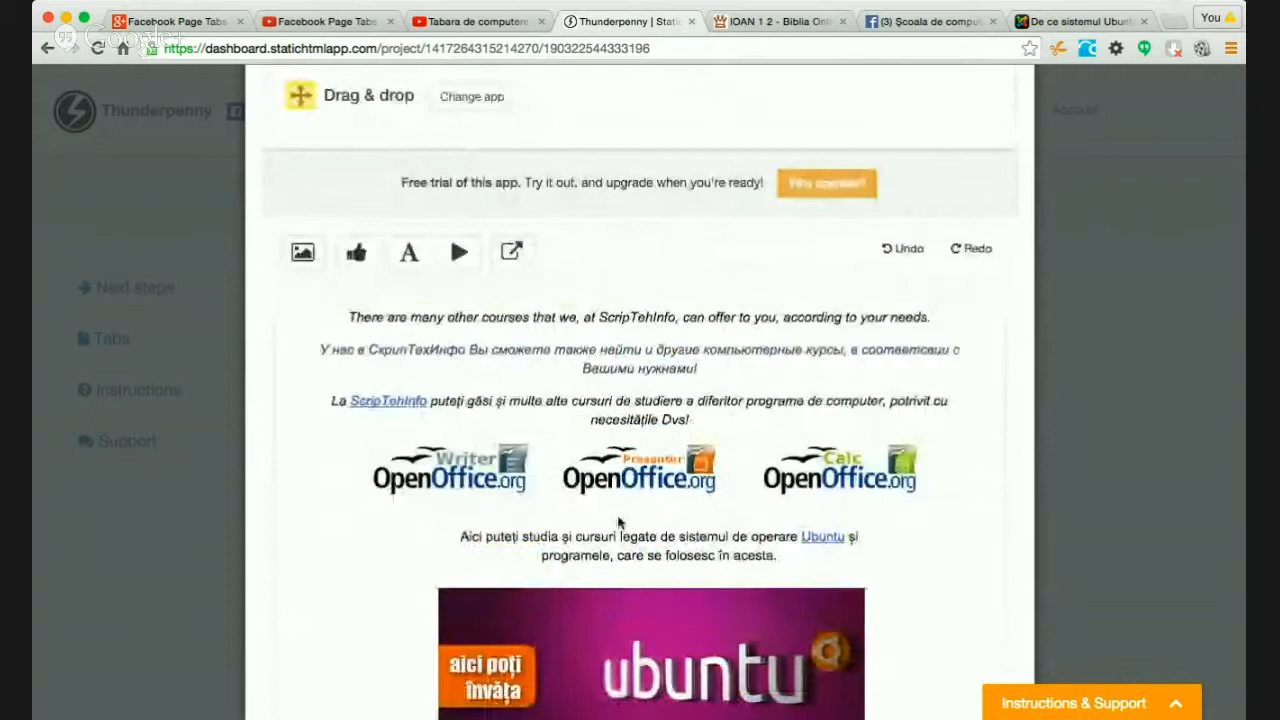 Facebook Page Tabs
Facebook Page Tabs
Tabara de computere
Thunderpenny | Static
IOAN 1 2 - Biblia Onli
(3) Școala de comput
De ce sistemul Ubunt
You
Google+
https://dashboard.statichtmlapp.com/project/1417264315214270/190322544333196
Thunderpenny
Drag & drop
Change app
Account
Free trial of this app. Try it out, and upgrade when you're ready!
Why upgrade?
Undo
Redo
Next steps
Tabs
Instructions
Support
There are many other courses that we, at ScripTehInfo, can offer to you, according to your needs.
У нас в СкрипТехИнфо Вы сможете также найти и другие компьютерные курсы, в соответсвии с
Вашими нужнами!
La ScripTehInfo puteți găsi și multe alte cursuri de studiere a diferitor programe de computer, potrivit cu
necesitățile Dvs!
Writer
OpenOffice.org
Presenter
OpenOffice.org
Calc
OpenOffice.org
Aici puteți studia și cursuri legate de sistemul de operare Ubuntu și
programele, care se folosesc în acesta.
aici poți
învăța
ubuntu
Instructions & Support